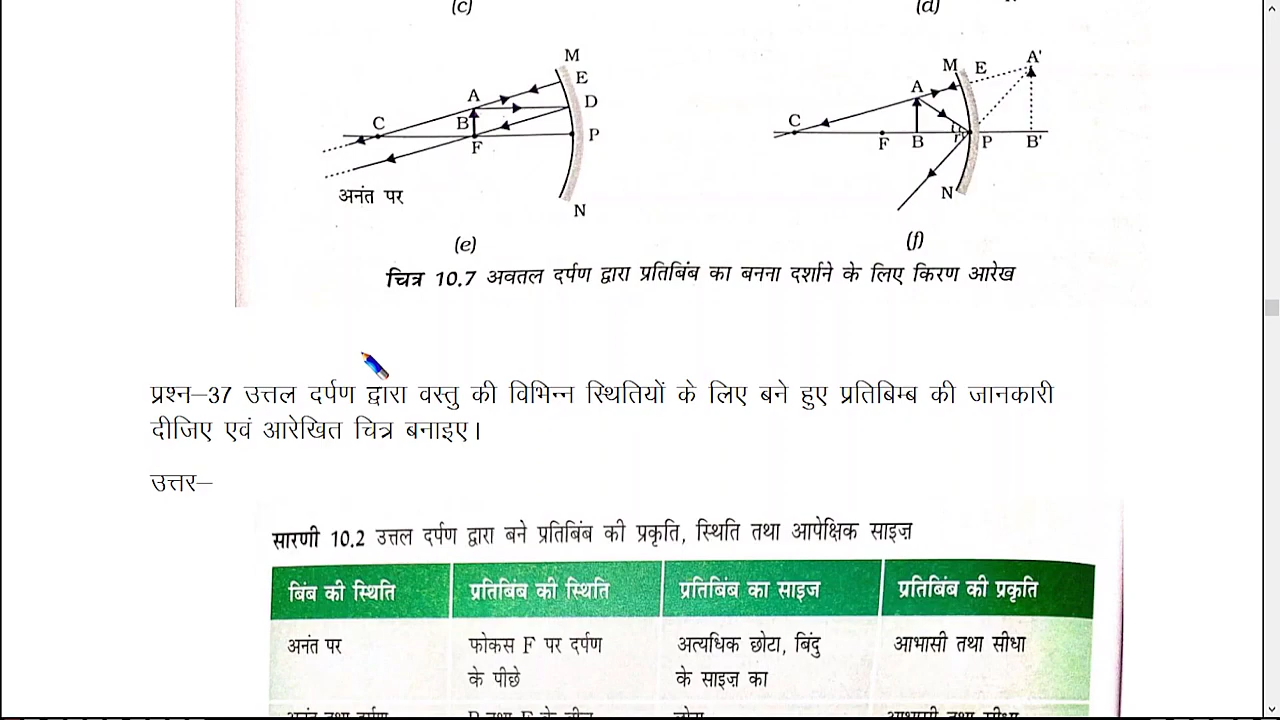 (c) (d)
M
E
A
D
C
B
P
F
अनंत पर
N
(e)
M E A'
A
C
F B P B'
N
(f)
चित्र 10.7 अवतल दर्पण द्वारा प्रतिबिंब का बनना दर्शाने के लिए किरण आरेख
प्रश्न–37 उत्तल दर्पण द्वारा वस्तु की विभिन्न स्थितियों के लिए बने हुए प्रतिबिम्ब की जानकारी
दीजिए एवं आरेखित चित्र बनाइए।
उत्तर–
सारणी 10.2 उत्तल दर्पण द्वारा बने प्रतिबिंब की प्रकृति, स्थिति तथा आपेक्षिक साइज़
बिंब की स्थिति प्रतिबिंब की स्थिति प्रतिबिंब का साइज प्रतिबिंब की प्रकृति
अनंत पर फोकस F पर दर्पण अत्यधिक छोटा, बिंदु आभासी तथा सीधा
के पीछे के साइज़ का